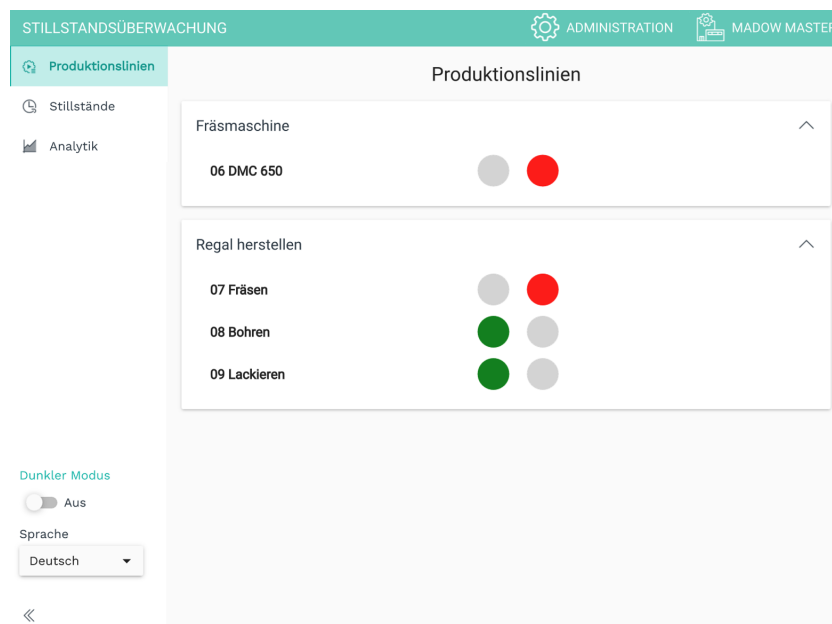 STILLSTANDSÜBERWACHUNG
ADMINISTRATION
MADOW MASTER
Produktionslinien
Stillstände
Analytik
Produktionslinien
Fräsmaschine
06 DMC 650
Regal herstellen
07 Fräsen
08 Bohren
09 Lackieren
Dunkler Modus
Aus
Sprache
Deutsch